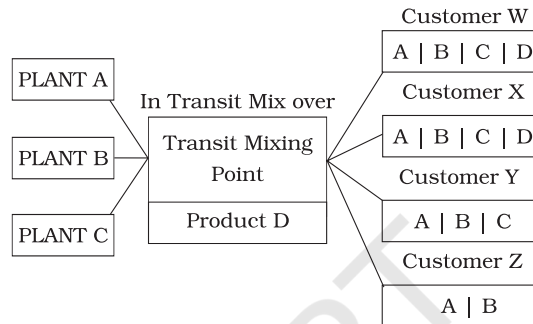 PLANT A
PLANT B
PLANT C
In Transit Mix over
Transit Mixing
Point
Product D
Customer W
A | B | C | D
Customer X
A | B | C | D
Customer Y
A | B | C
Customer Z
A | B